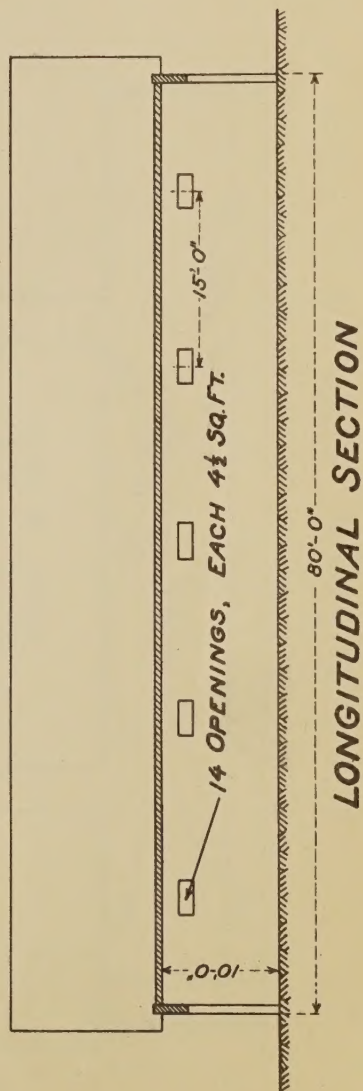 15'-0"
14 OPENINGS, EACH 4½ SQ. FT.
10'-0"
80'-0"
LONGITUDINAL SECTION